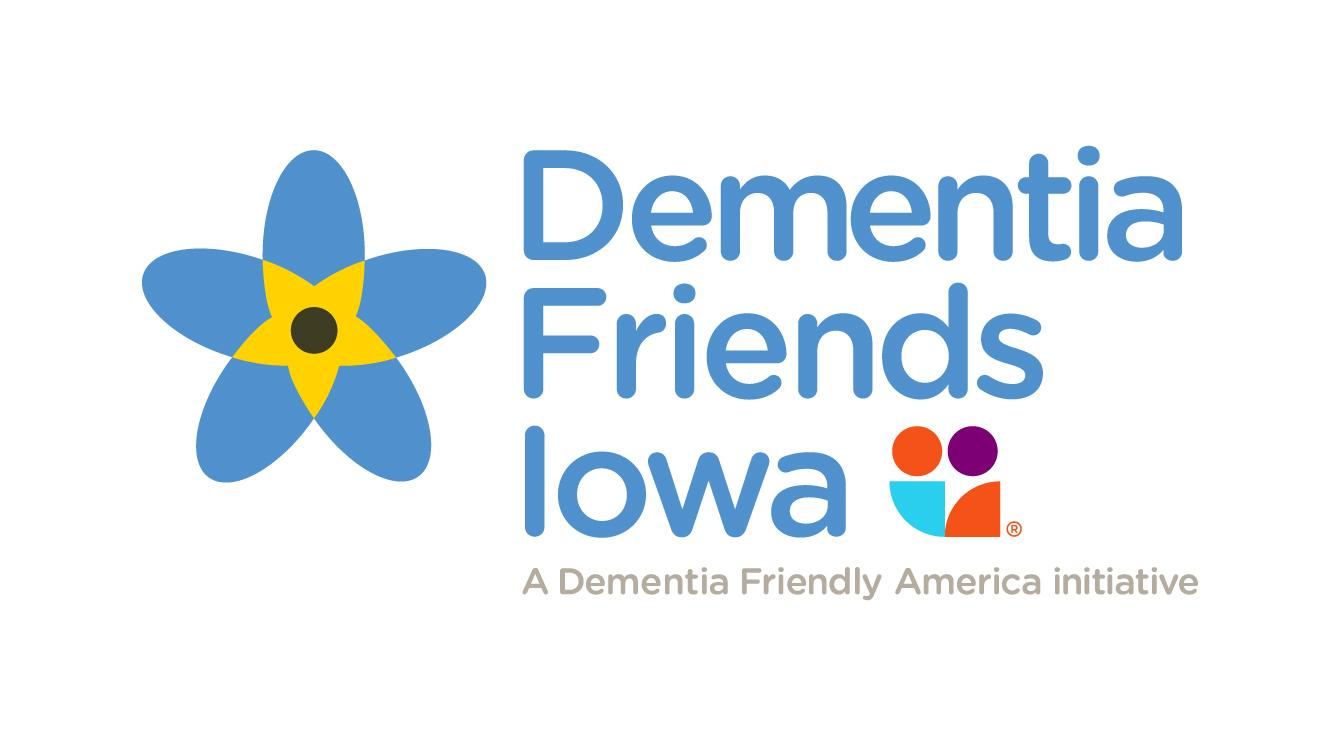 Dementia
Friends
Iowa ®
A Dementia Friendly America initiative